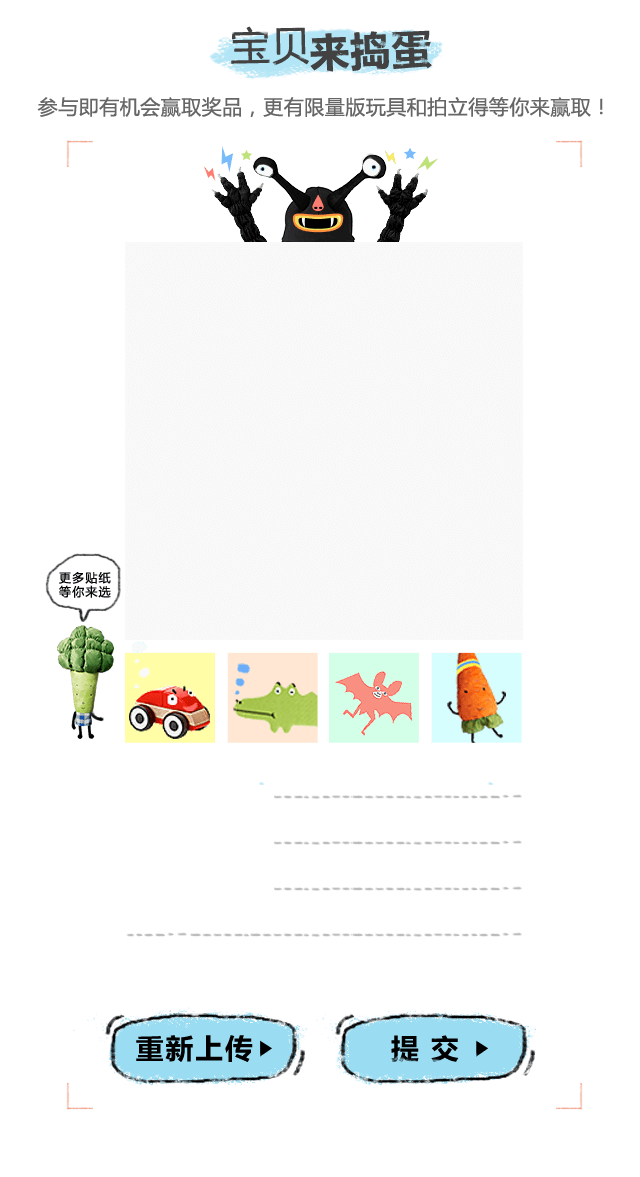 宝贝来捣蛋
参与即有机会赢取奖品，更有限量版玩具和拍立得等你来赢取！
更多贴纸
等你来选
重新上传
提 交